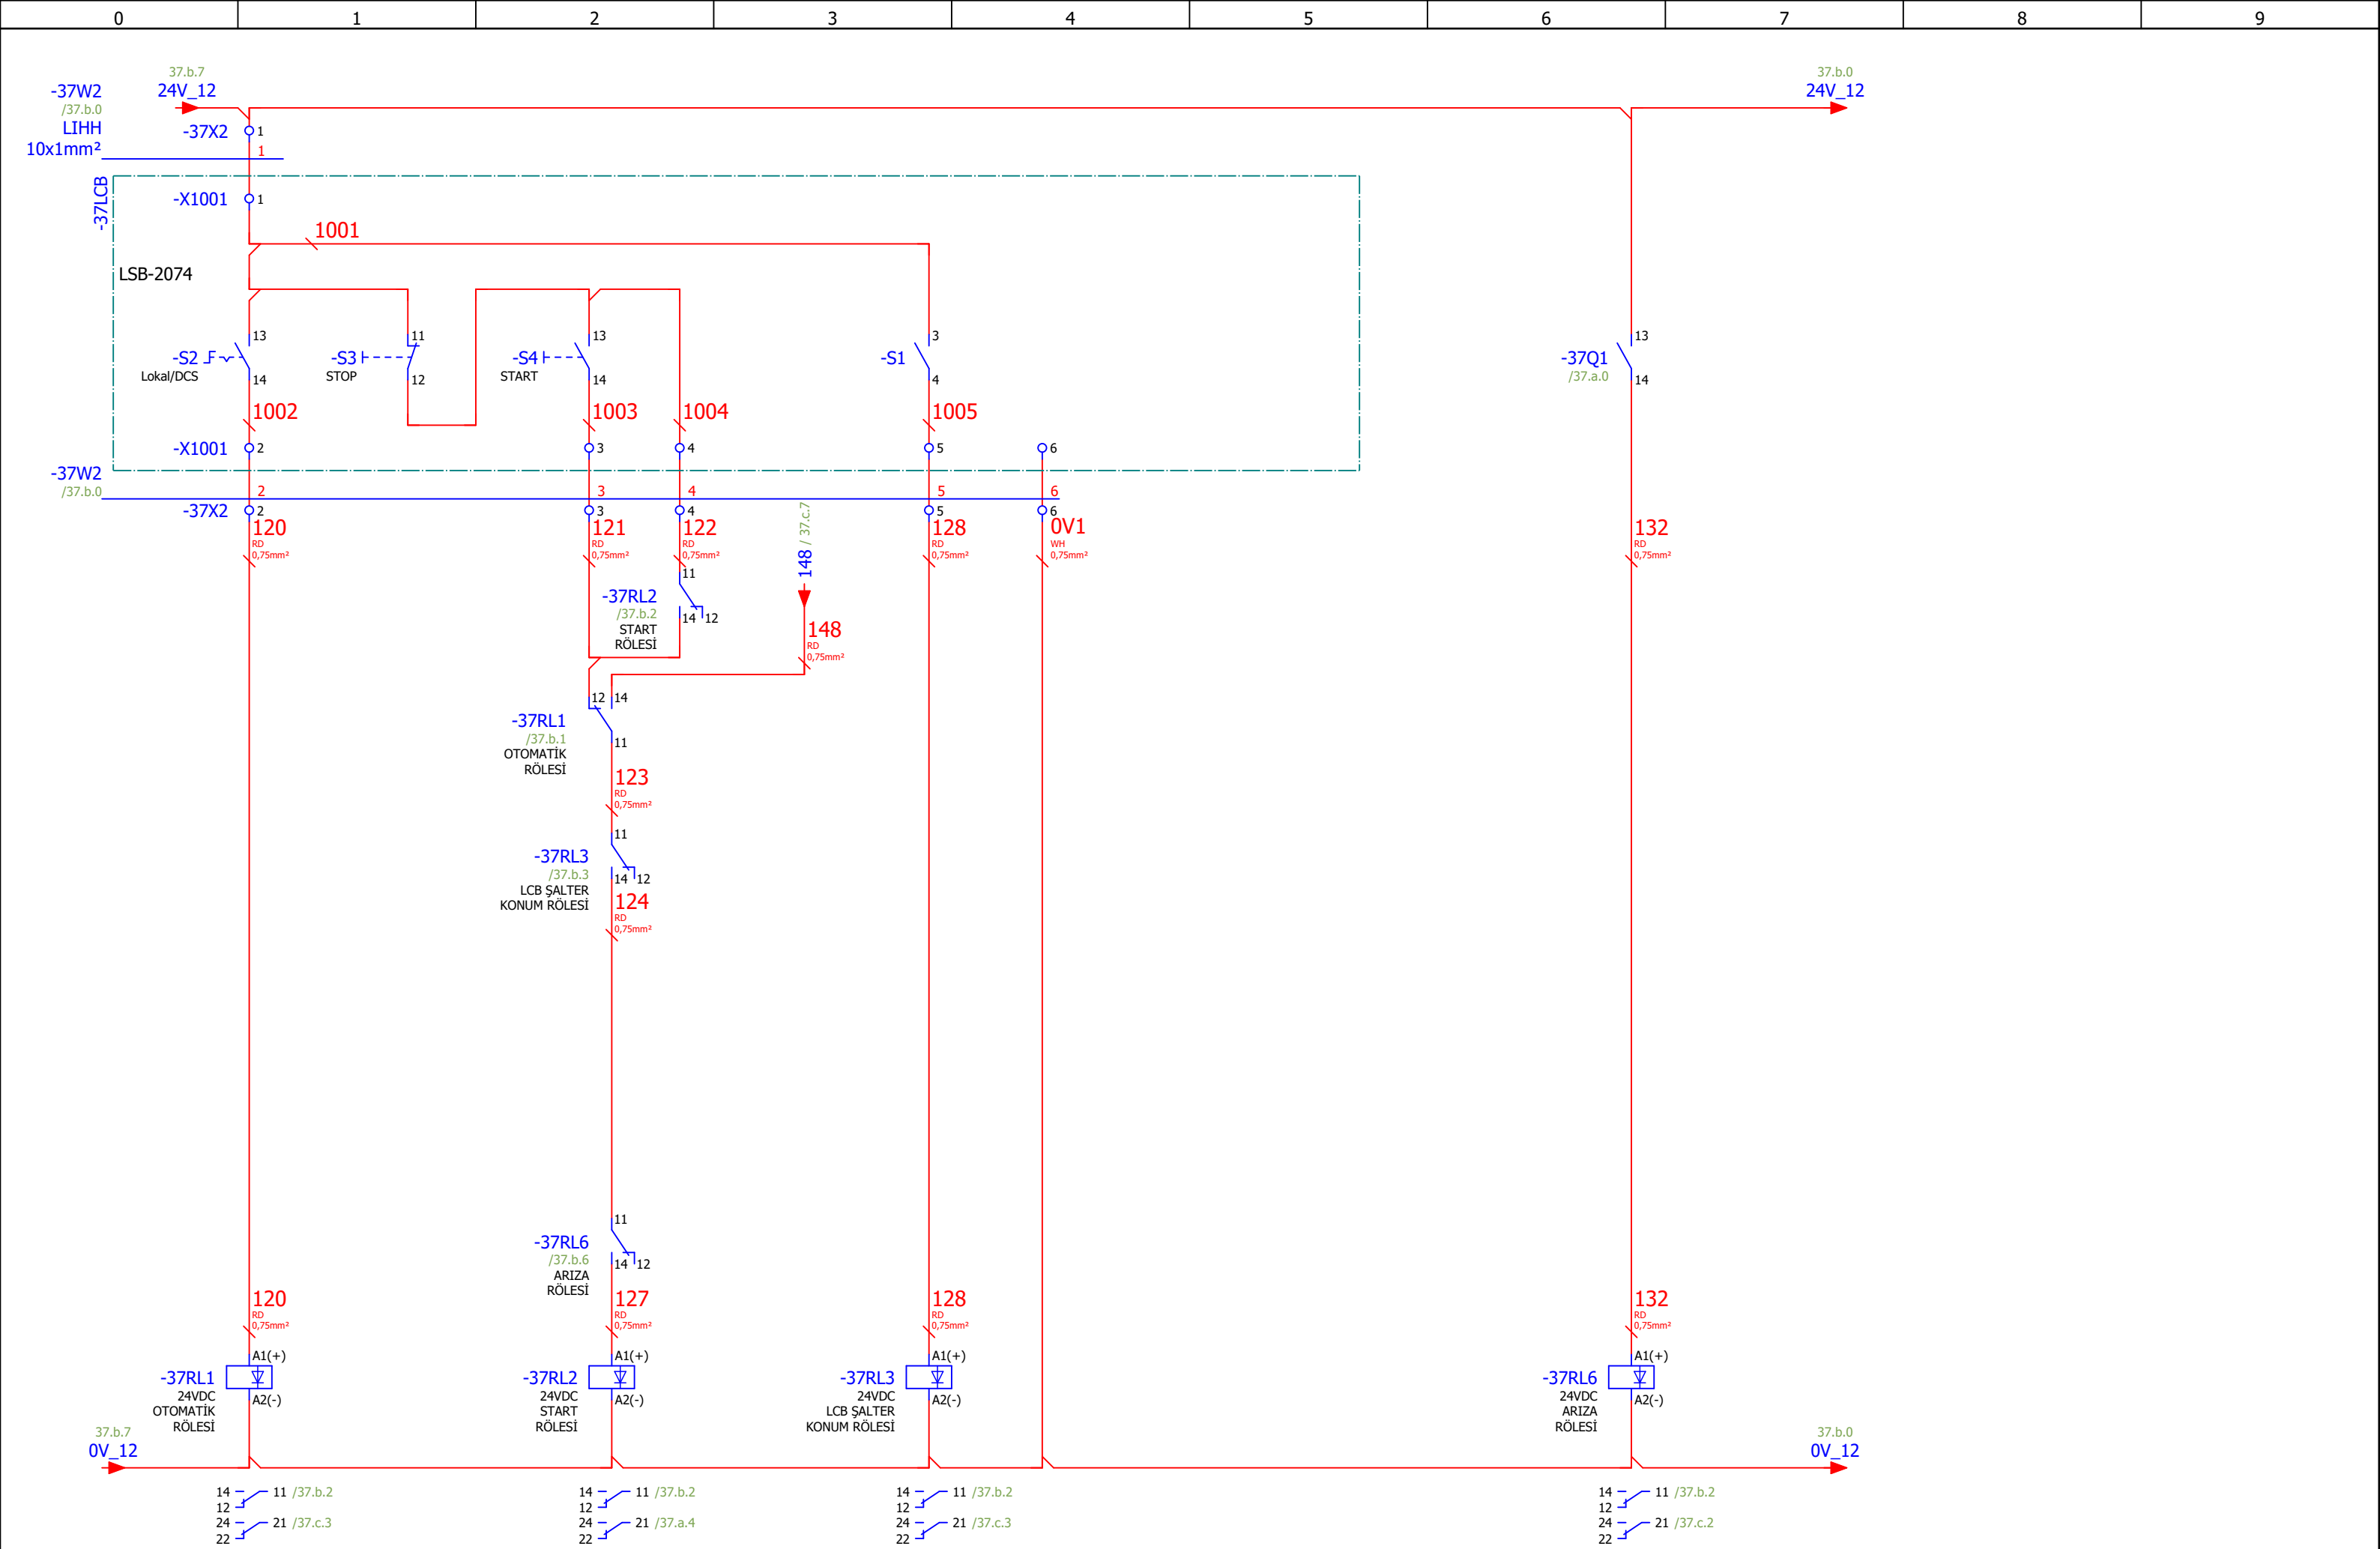 0 1 2 3 4 5 6 7 8 9
37.b.7
24V_12
37.b.0
24V_12
-37W2
/37.b.0
LIHH
10x1mm²
-37X2 1
1
-37LCB
-X1001 1
1001
LSB-2074
13 11 13 3 13
-S2
Lokal/DCS
-S3
STOP
-S4
START
-S1
-37Q1
/37.a.0
14 12 14 4 14
1002 1003 1004 1005
-X1001 2 3 4 5 6
-37W2
/37.b.0
2 3 4 5 6
-37X2 2 3 4 5 6
120
RD
0,75mm²
121
RD
0,75mm²
122
RD
0,75mm²
148 / 37.c.7
128
RD
0,75mm²
0V1
WH
0,75mm²
132
RD
0,75mm²
11
-37RL2
/37.b.2
START
RÖLESİ
14 12
148
RD
0,75mm²
12 14
-37RL1
/37.b.1
OTOMATİK
RÖLESİ
11
123
RD
0,75mm²
11
-37RL3
/37.b.3
LCB ŞALTER
KONUM RÖLESİ
14 12
124
RD
0,75mm²
11
-37RL6
/37.b.6
ARIZA
RÖLESİ
14 12
120
RD
0,75mm²
127
RD
0,75mm²
128
RD
0,75mm²
132
RD
0,75mm²
A1(+) A1(+) A1(+) A1(+)
-37RL1
24VDC
OTOMATİK
RÖLESİ
A2(-)
-37RL2
24VDC
START
RÖLESİ
A2(-)
-37RL3
24VDC
LCB ŞALTER
KONUM RÖLESİ
A2(-)
-37RL6
24VDC
ARIZA
RÖLESİ
A2(-)
37.b.7
0V_12
37.b.0
0V_12
14 11 /37.b.2
12
24 21 /37.c.3
22
14 11 /37.b.2
12
24 21 /37.a.4
22
14 11 /37.b.2
12
24 21 /37.c.3
22
14 11 /37.b.2
12
24 21 /37.c.2
22